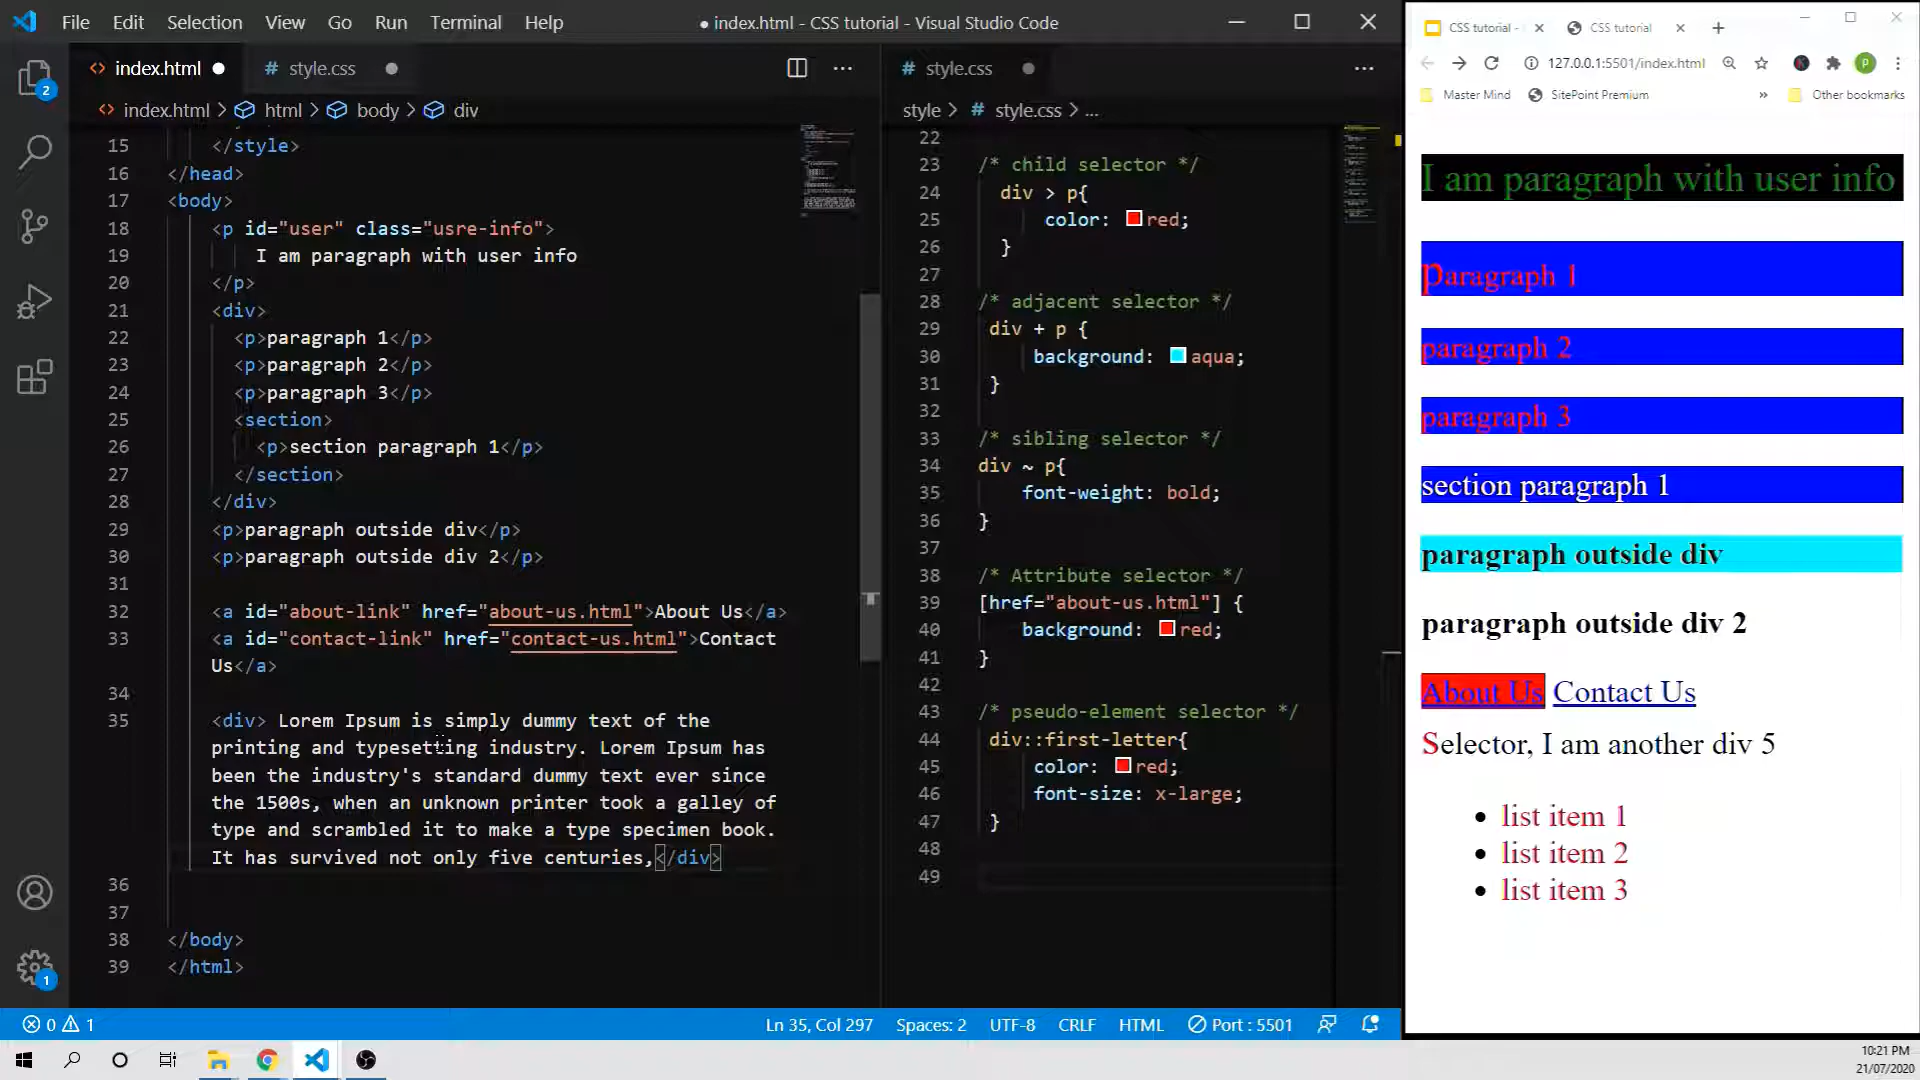 File Edit Selection View Go Run Terminal Help ● index.html - CSS tutorial - Visual Studio Code
<> index.html ● # style.css ●
<> index.html > html > body > div
15 </style>
16 </head>
17 <body>
18 <p id="user" class="usre-info">
19 I am paragraph with user info
20 </p>
21 <div>
22 <p>paragraph 1</p>
23 <p>paragraph 2</p>
24 <p>paragraph 3</p>
25 <section>
26 <p>section paragraph 1</p>
27 </section>
28 </div>
29 <p>paragraph outside div</p>
30 <p>paragraph outside div 2</p>
31
32 <a id="about-link" href="about-us.html">About Us</a>
33 <a id="contact-link" href="contact-us.html">Contact
Us</a>
34
35 <div> Lorem Ipsum is simply dummy text of the
printing and typesetting industry. Lorem Ipsum has
been the industry's standard dummy text ever since
the 1500s, when an unknown printer took a galley of
type and scrambled it to make a type specimen book.
It has survived not only five centuries,</div>
36
37
38 </body>
39 </html>
# style.css ●
style > # style.css > ...
22
23 /* child selector */
24 div > p{
25 color: red;
26 }
27
28 /* adjacent selector */
29 div + p {
30 background: aqua;
31 }
32
33 /* sibling selector */
34 div ~ p{
35 font-weight: bold;
36 }
37
38 /* Attribute selector */
39 [href="about-us.html"] {
40 background: red;
41 }
42
43 /* pseudo-element selector */
44 div::first-letter{
45 color: red;
46 font-size: x-large;
47 }
48
49
2
1
0 1 Ln 35, Col 297 Spaces: 2 UTF-8 CRLF HTML Port : 5501
CSS tutorial - CSS tutorial
127.0.0.1:5501/index.html P
Master Mind SitePoint Premium » Other bookmarks
I am paragraph with user info
paragraph 1
paragraph 2
paragraph 3
section paragraph 1
paragraph outside div
paragraph outside div 2
About Us Contact Us
Selector, I am another div 5
list item 1
list item 2
list item 3
10:21 PM
21/07/2020